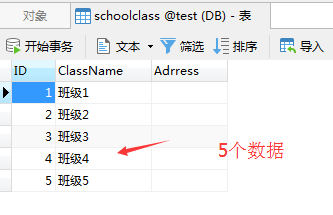 对象
schoolclass @test (DB) - 表
开始事务
文本
筛选
排序
导入
ID ClassName Adrress
1 班级1
2 班级2
3 班级3
4 班级4
5 班级5
5个数据